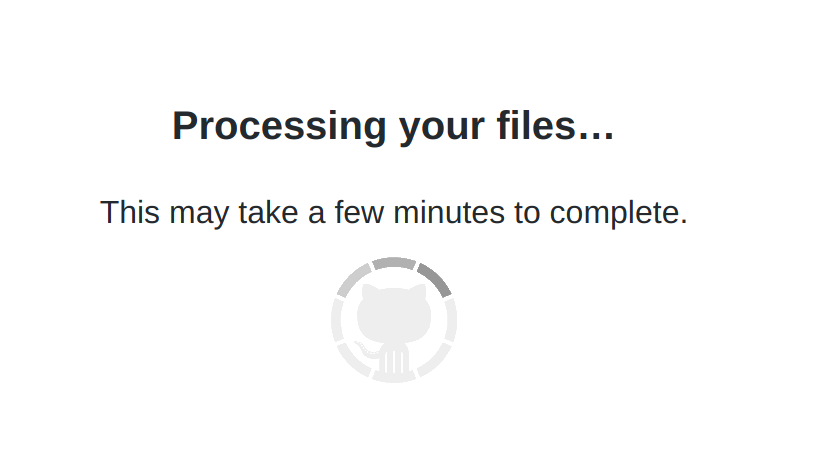 Processing your files…
This may take a few minutes to complete.